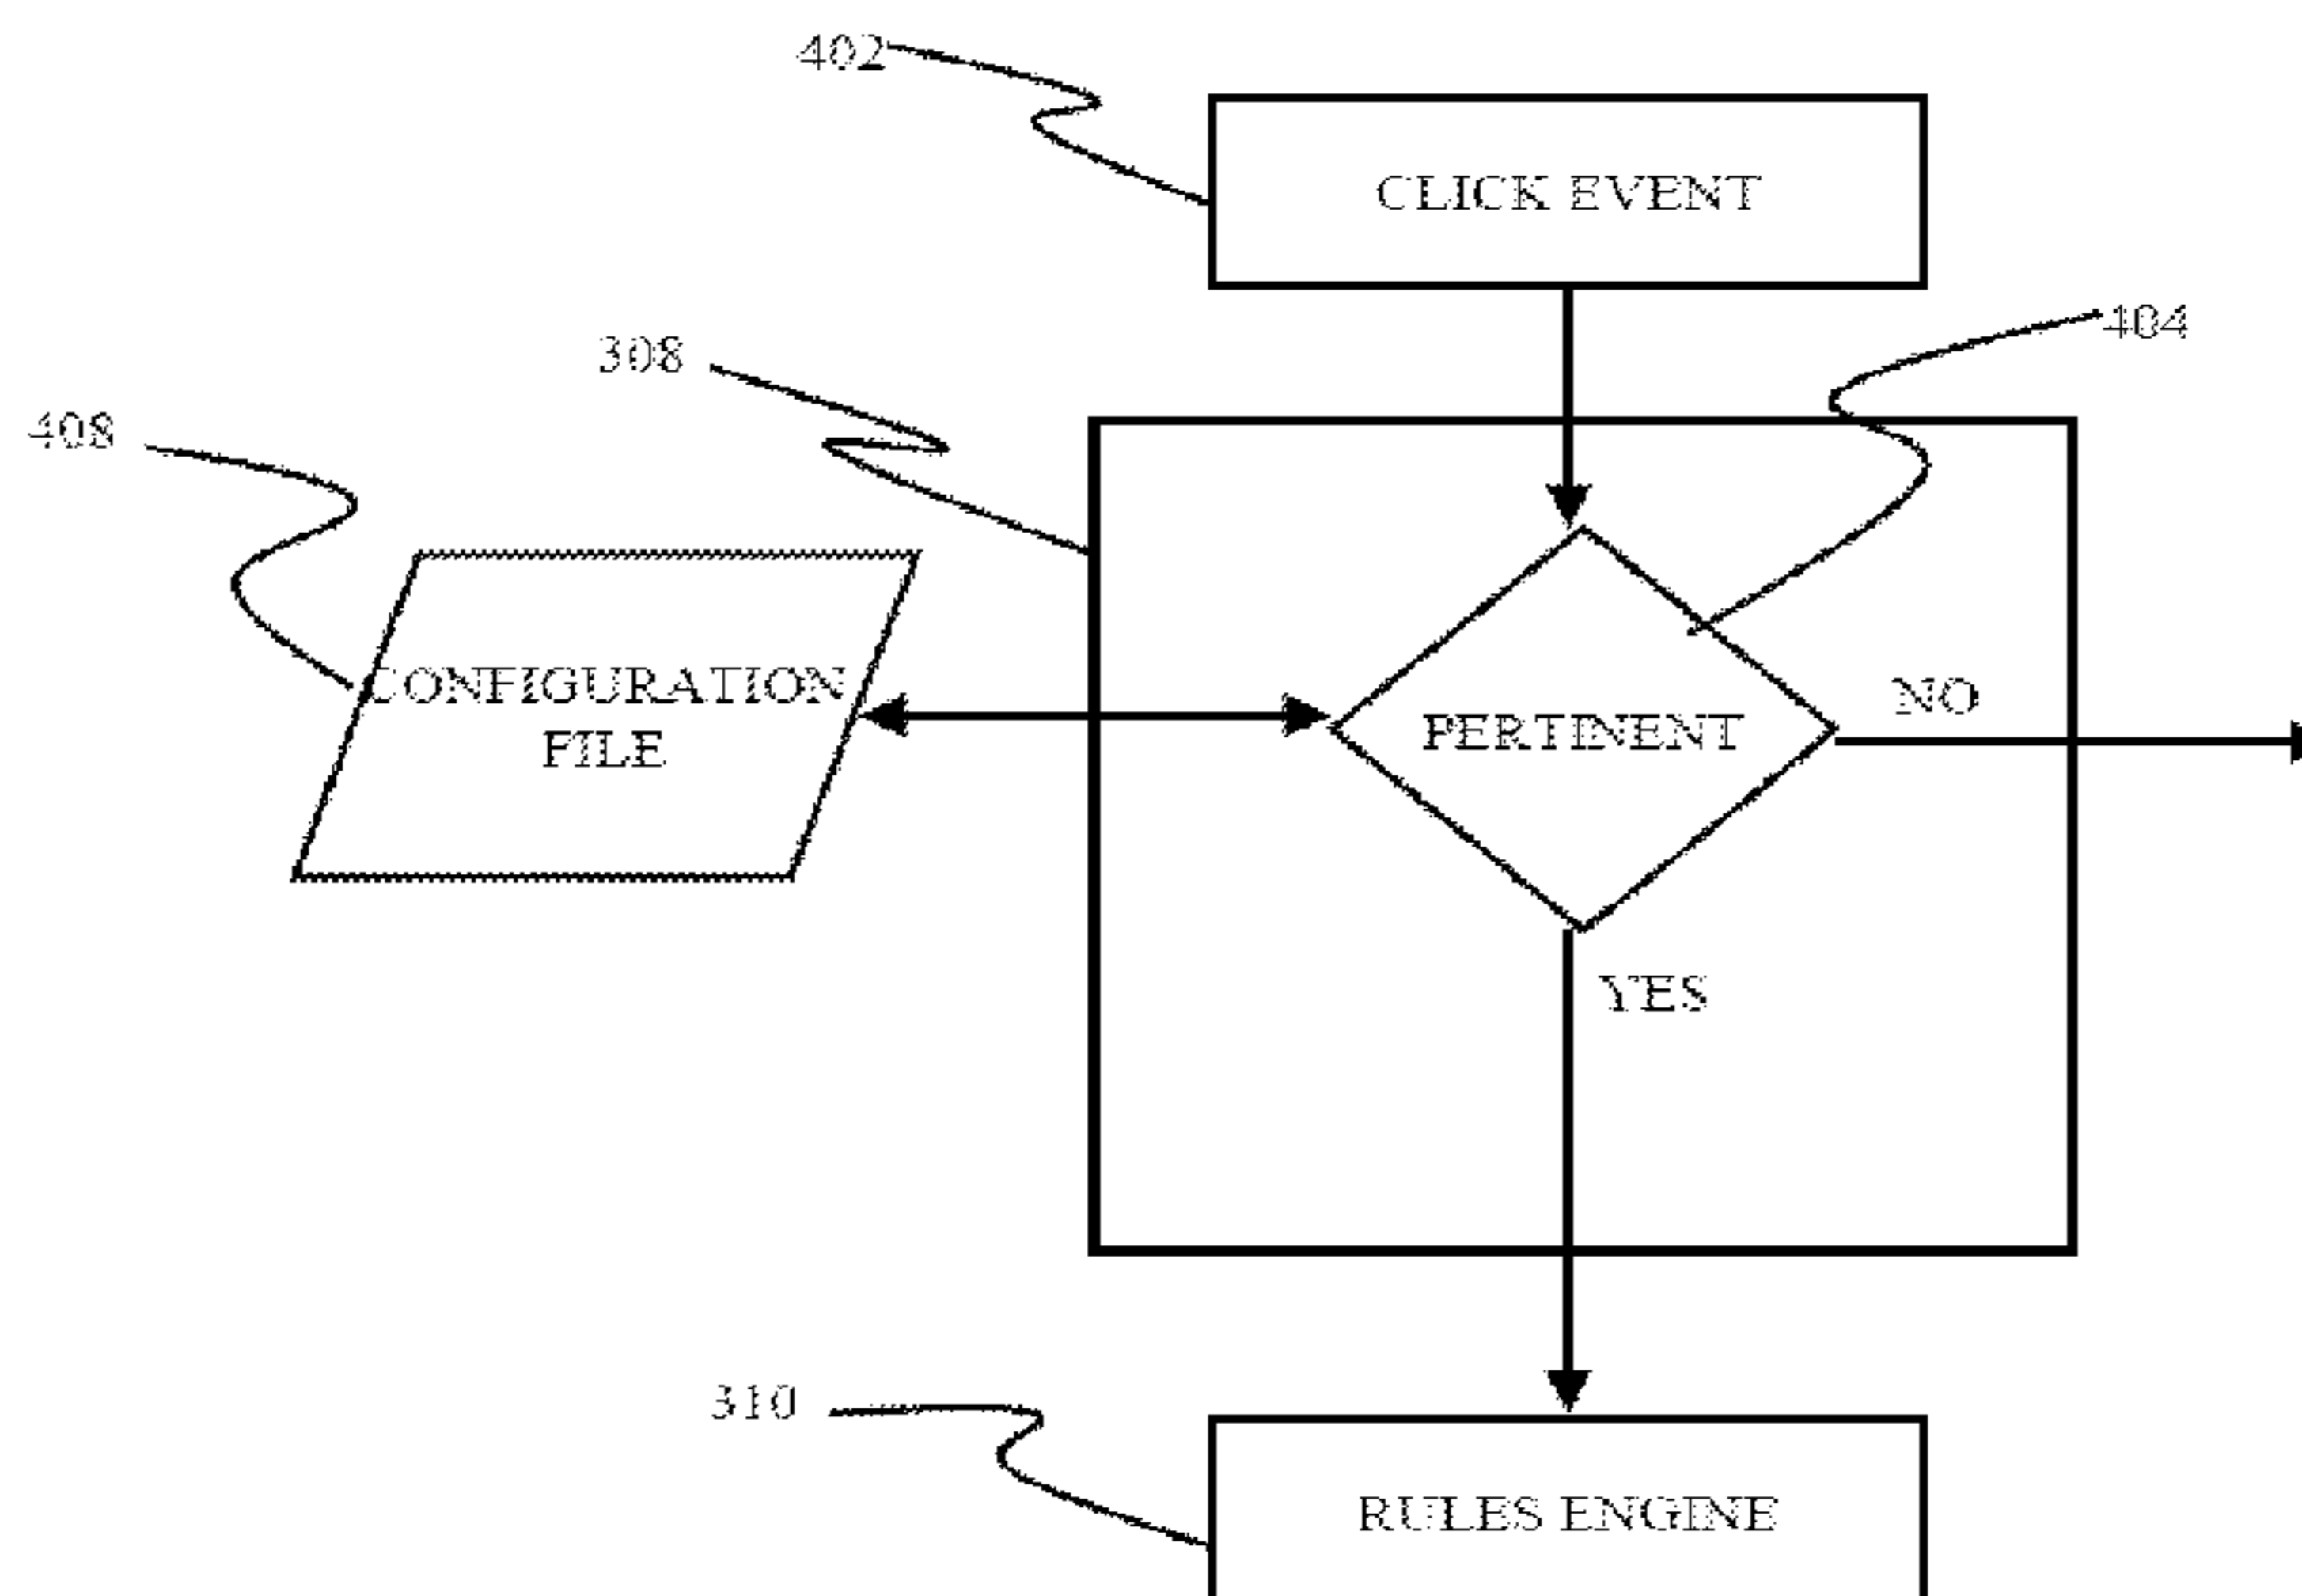 402
CLICK EVENT
404
308
408
CONFIGURATION
FILE
PERTINENT
NO
YES
310
RULES ENGINE